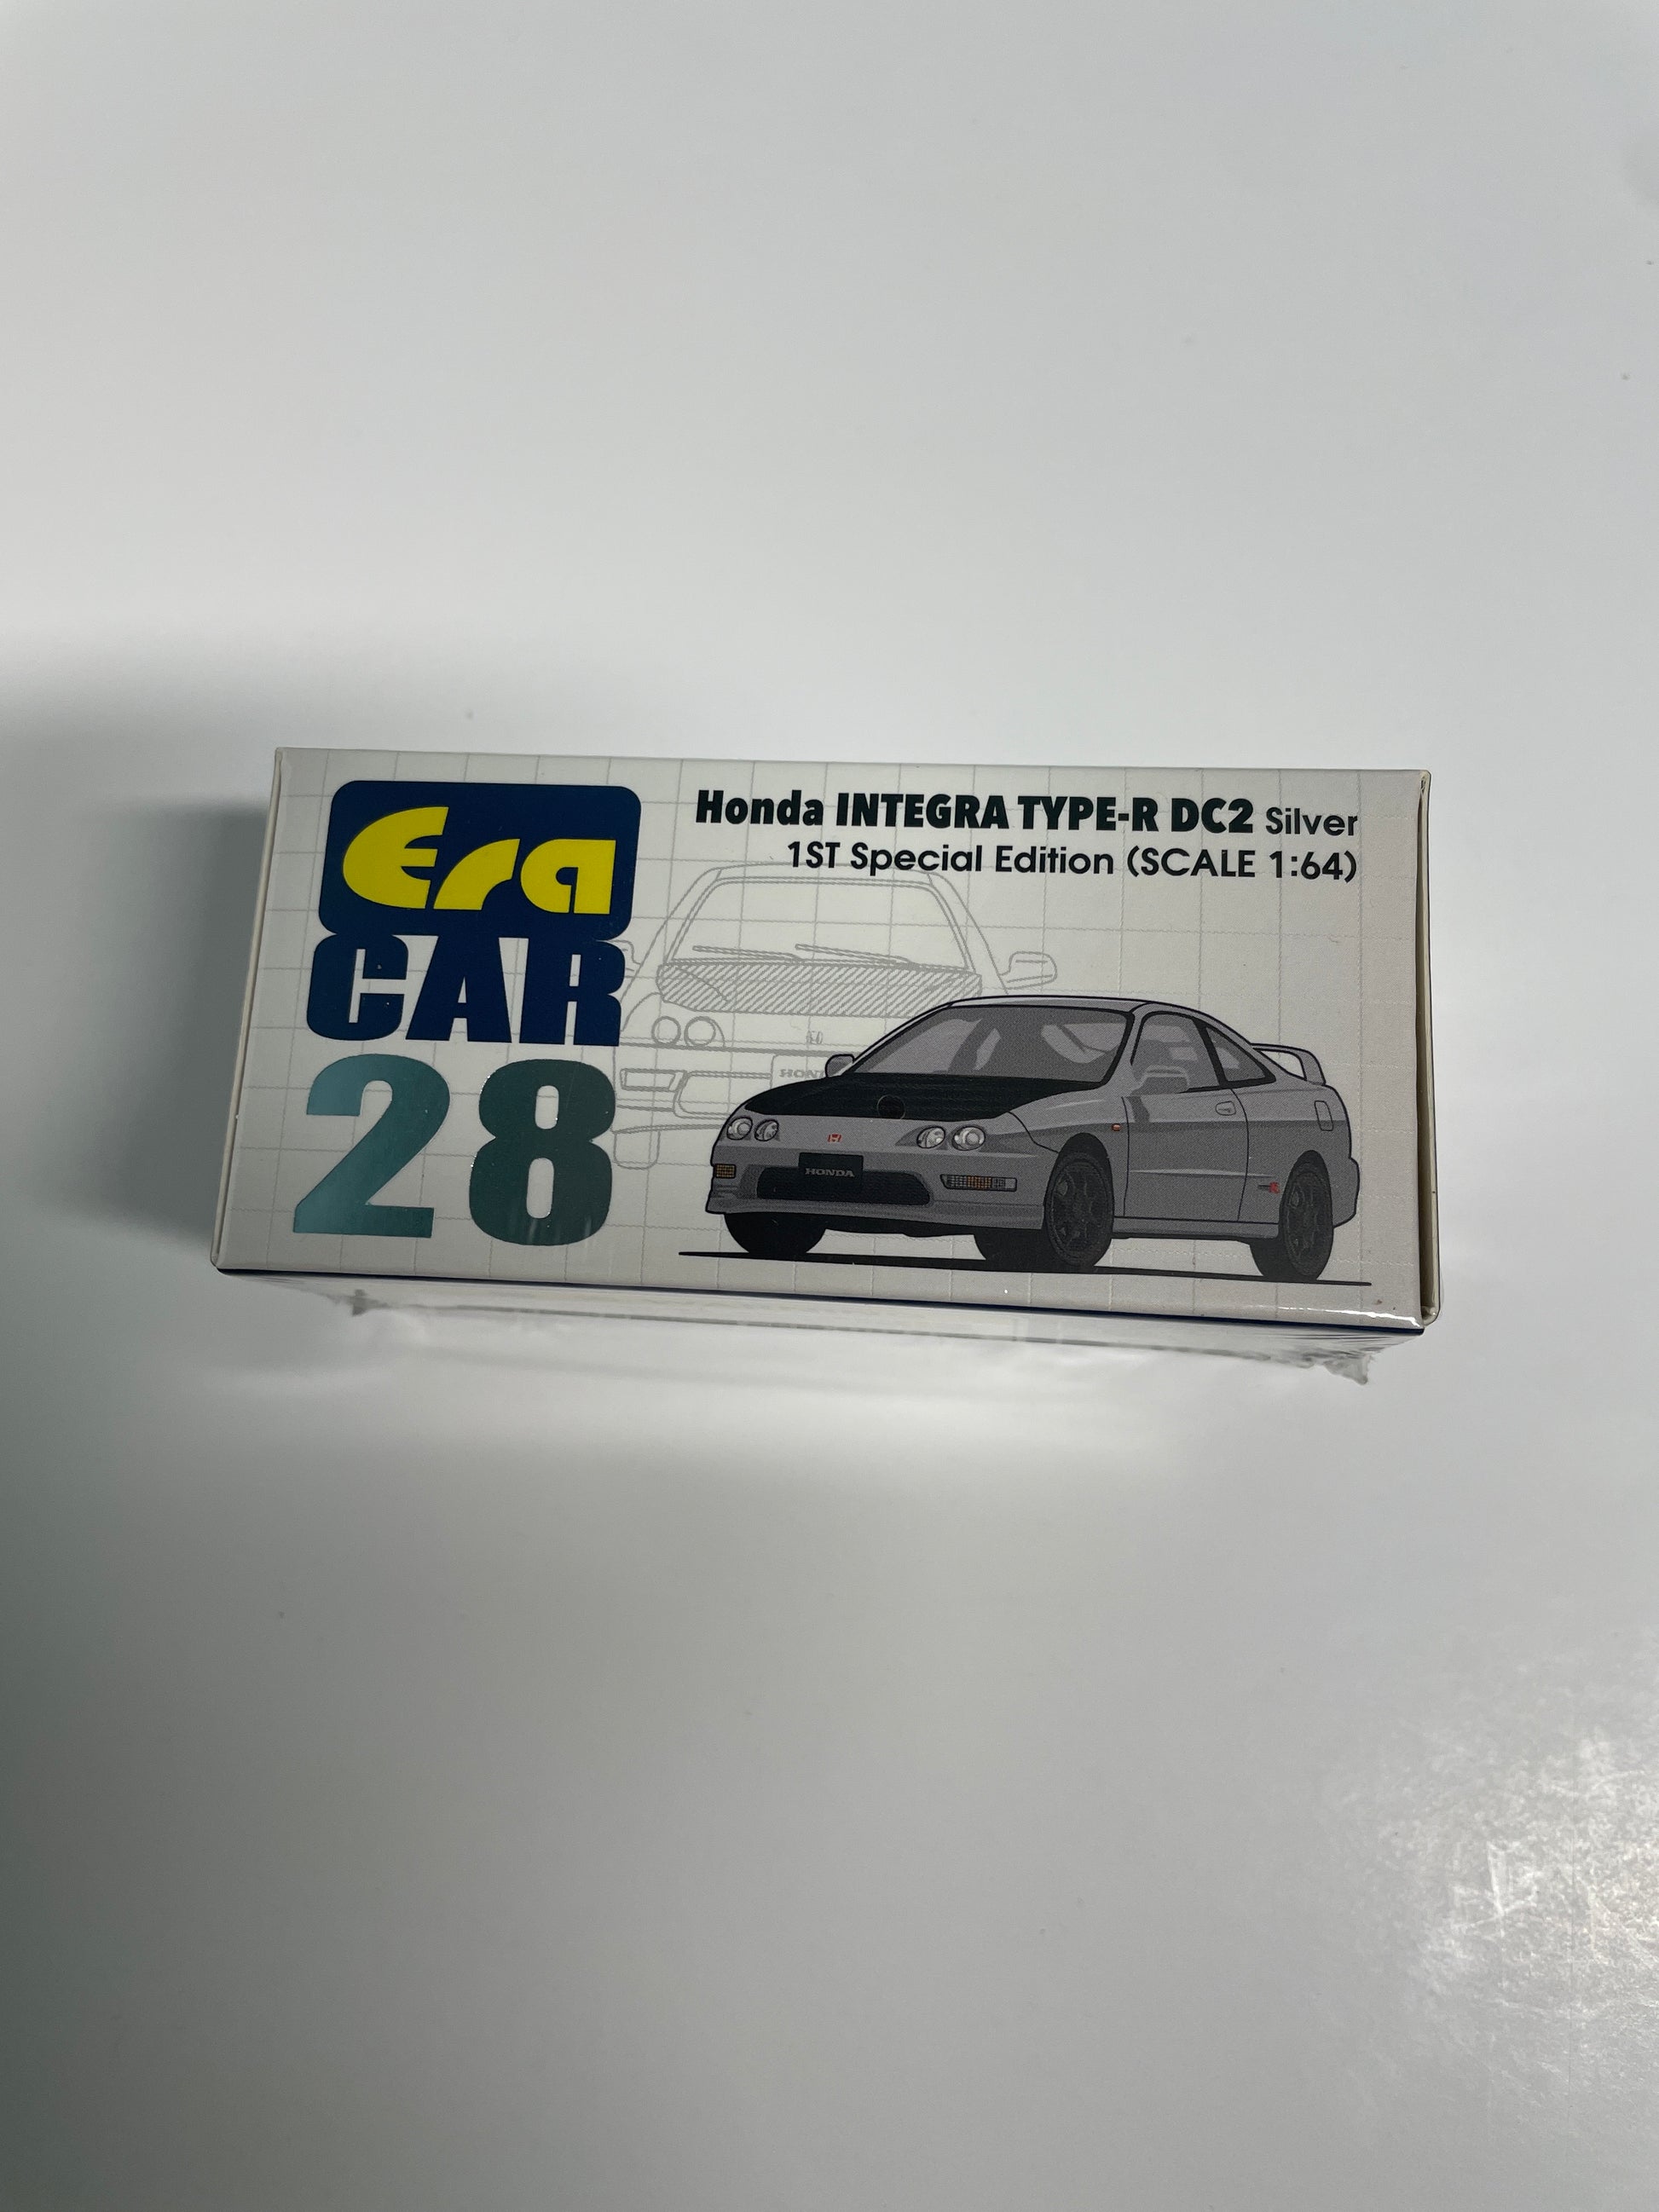 Era
CAR
28
Honda INTEGRA TYPE-R DC2 Silver
1ST Special Edition (SCALE 1:64)
HONDA